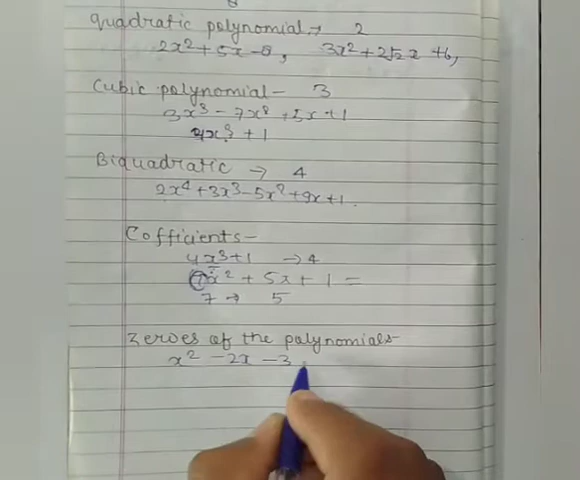 quadratic polynomial → 2
2x² + 5x - 8, 3x² + 2√2x + 6,
Cubic polynomial - 3
3x³ - 7x² + 5x + 1
4x³ + 1
Biquadratic → 4
2x⁴ + 3x³ - 5x² + 9x + 1.
Cofficients -
4x³ + 1 → 4
7x² + 5x + 1 =
7 → 5
Zeroes of the polynomials -
x² - 2x - 3